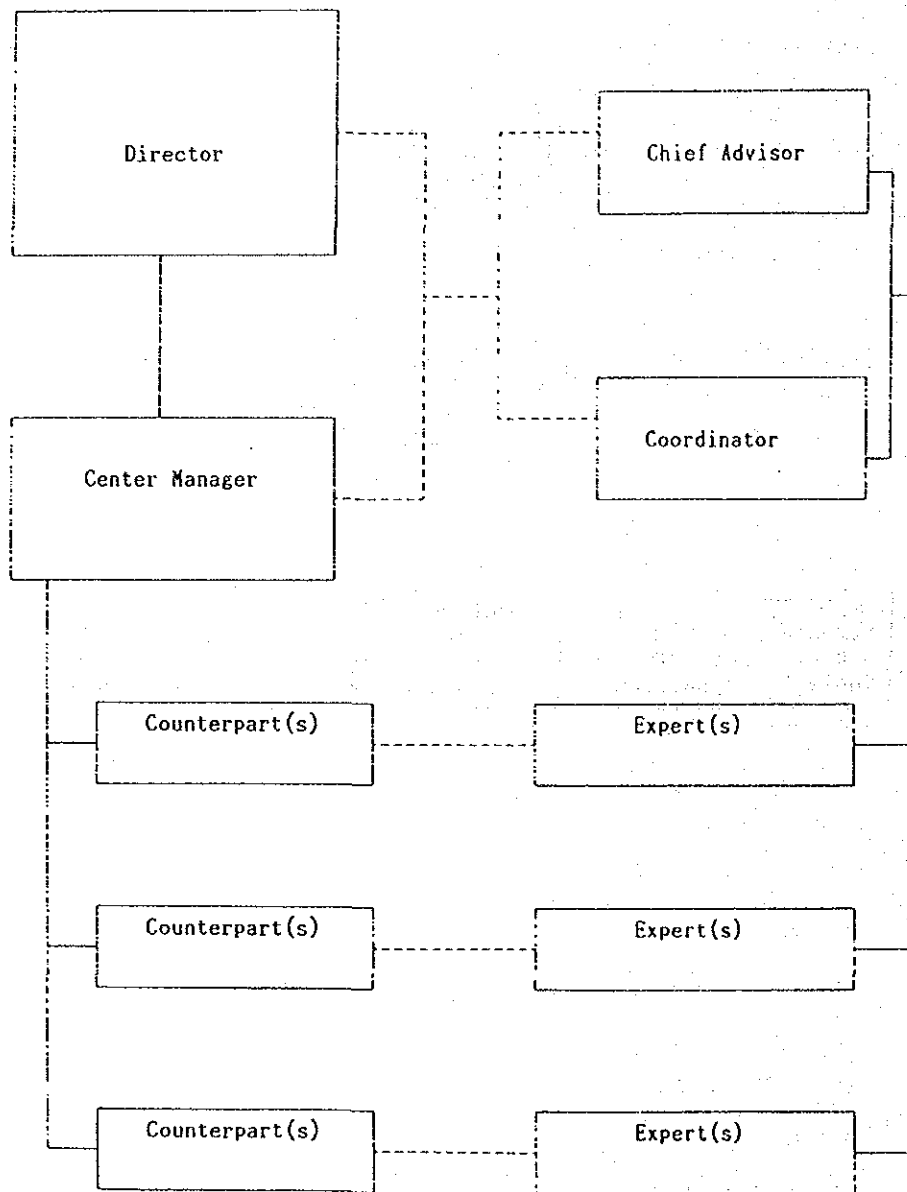 Director
Chief Advisor
Center Manager
Coordinator
Counterpart(s)
Expert(s)
Counterpart(s)
Expert(s)
Counterpart(s)
Expert(s)